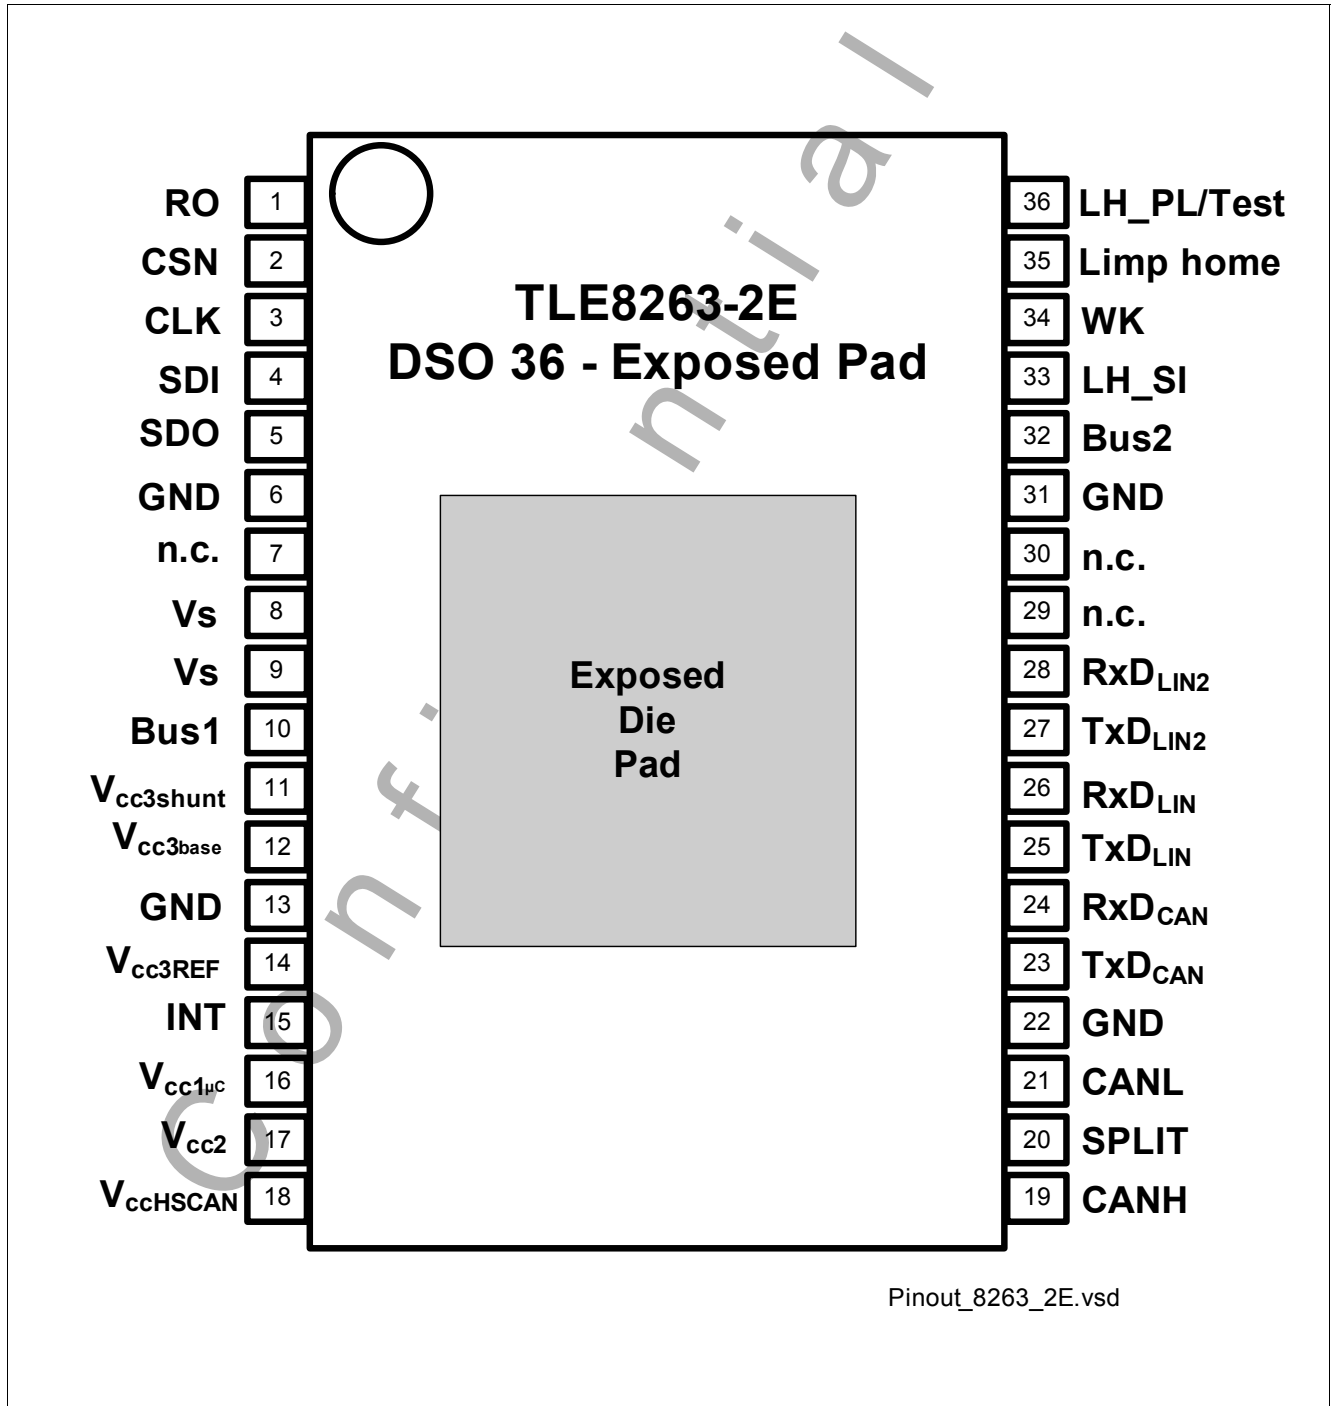 Confidential
TLE8263-2E
DSO 36 - Exposed Pad
Exposed
Die
Pad
RO 1
CSN 2
CLK 3
SDI 4
SDO 5
GND 6
n.c. 7
Vs 8
Vs 9
Bus1 10
Vcc3shunt 11
Vcc3base 12
GND 13
Vcc3REF 14
INT 15
Vcc1µC 16
Vcc2 17
VccHSCAN 18
36 LH_PL/Test
35 Limp home
34 WK
33 LH_SI
32 Bus2
31 GND
30 n.c.
29 n.c.
28 RxDLIN2
27 TxDLIN2
26 RxDLIN
25 TxDLIN
24 RxDCAN
23 TxDCAN
22 GND
21 CANL
20 SPLIT
19 CANH
Pinout_8263_2E.vsd